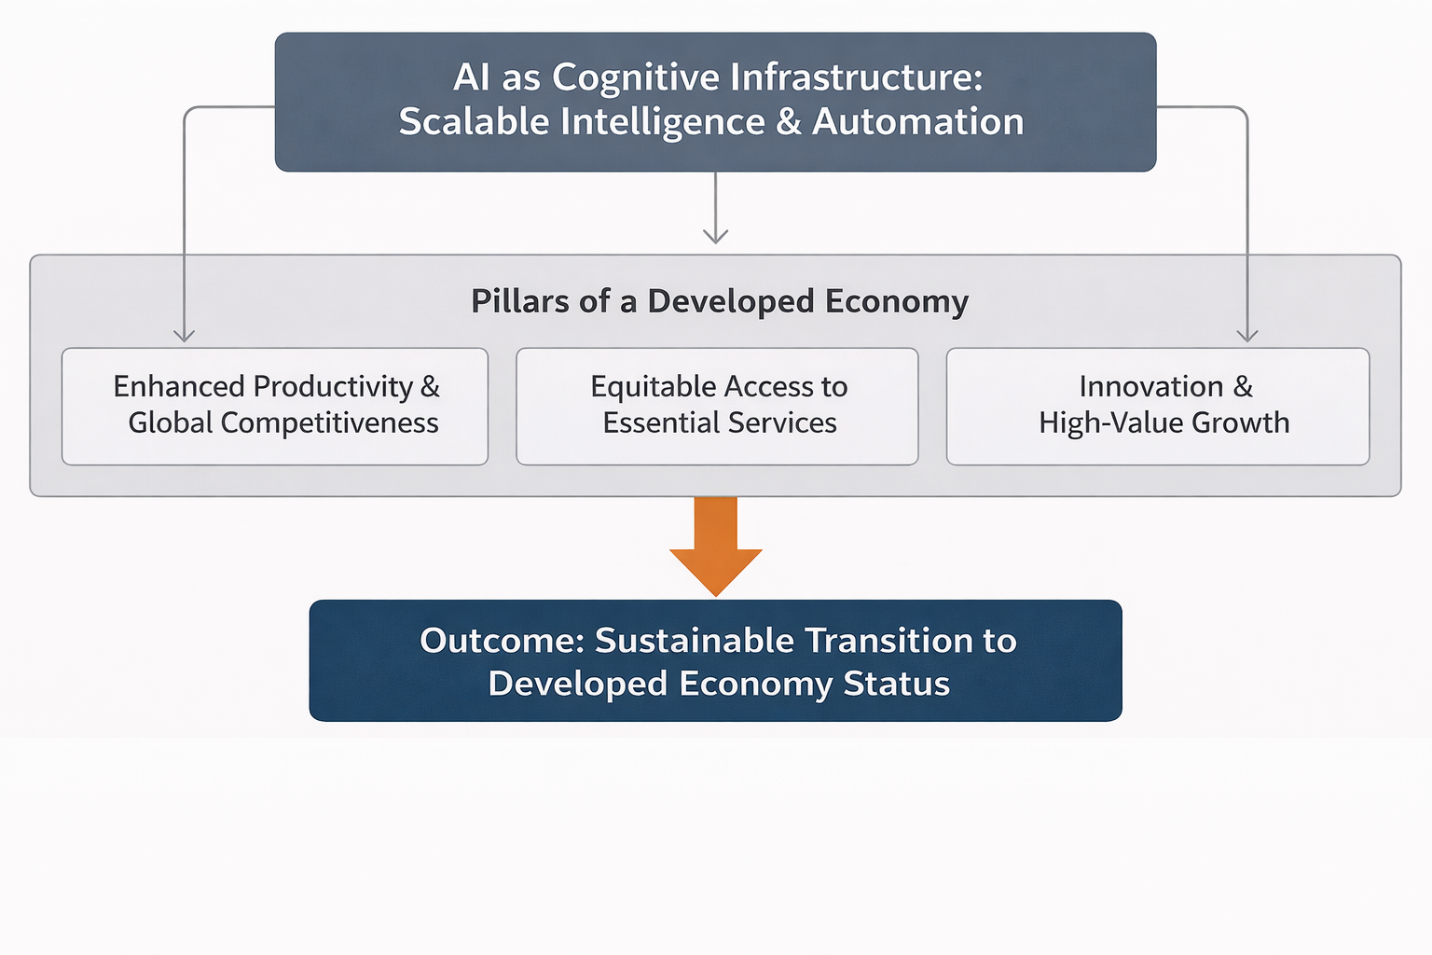 AI as Cognitive Infrastructure:
Scalable Intelligence & Automation
Pillars of a Developed Economy
Enhanced Productivity &
Global Competitiveness
Equitable Access to
Essential Services
Innovation &
High-Value Growth
Outcome: Sustainable Transition to
Developed Economy Status